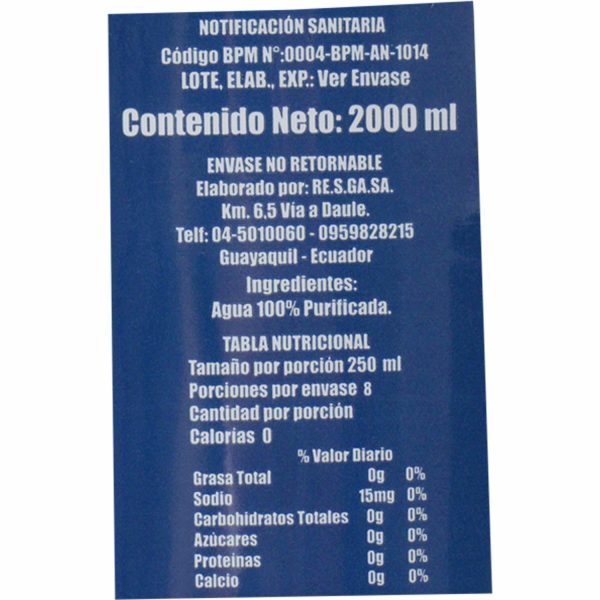 NOTIFICACIÓN SANITARIA
Código BPM N°:0004-BPM-AN-1014
LOTE, ELAB., EXP.: Ver Envase
Contenido Neto: 2000 ml
ENVASE NO RETORNABLE
Elaborado por: RE.S.GA.SA.
Km. 6,5 Via a Daule.
Telf: 04-5010060 - 0959828215
Guayaquil - Ecuador
Ingredientes:
Agua 100% Purificada.
TABLA NUTRICIONAL
Tamaño por porción 250 ml
Porciones por envase 8
Cantidad por porción
Calorías 0
% Valor Diario
Grasa Total 0g 0%
Sodio 15mg 0%
Carbohidratos Totales 0g 0%
Azúcares 0g 0%
Proteínas 0g 0%
Calcio 0g 0%